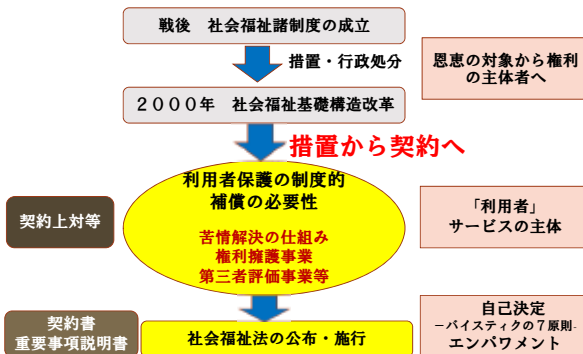 戦後　社会福祉諸制度の成立
措置・行政処分
恩恵の対象から権利
の主体者へ
２０００年　社会福祉基礎構造改革
措置から契約へ
利用者保護の制度的
補償の必要性
苦情解決の仕組み
権利擁護事業
第三者評価事業等
契約上対等
「利用者」
サービスの主体
契約書
重要事項説明書
社会福祉法の公布・施行
自己決定
－バイスティクの７原則-
エンパワメント